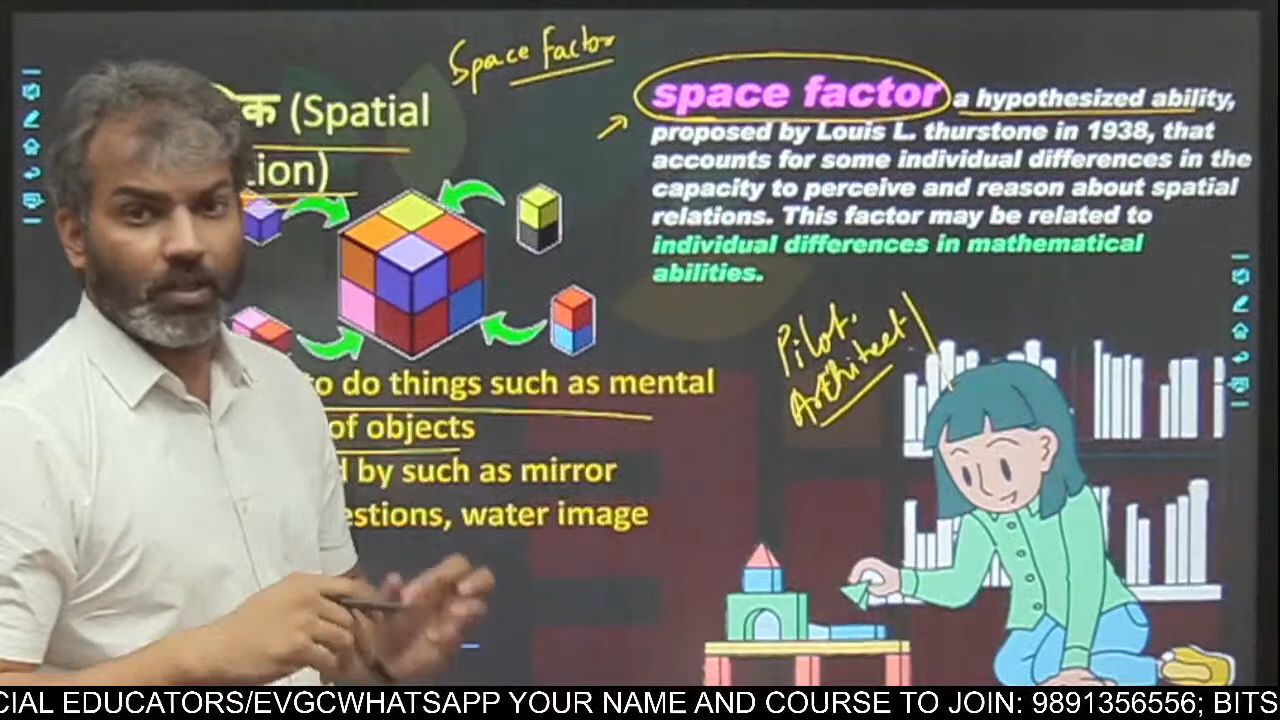 Space factor
क (Spatial
tion)
to do things such as mental
of objects
d by such as mirror
estions, water image
space factor a hypothesized ability,
proposed by Louis L. thurstone in 1938, that
accounts for some individual differences in the
capacity to perceive and reason about spatial
relations. This factor may be related to
individual differences in mathematical
abilities.
Pilot.
Architect
CIAL EDUCATORS/EVGCWHATSAPP YOUR NAME AND COURSE TO JOIN: 9891356556; BITS